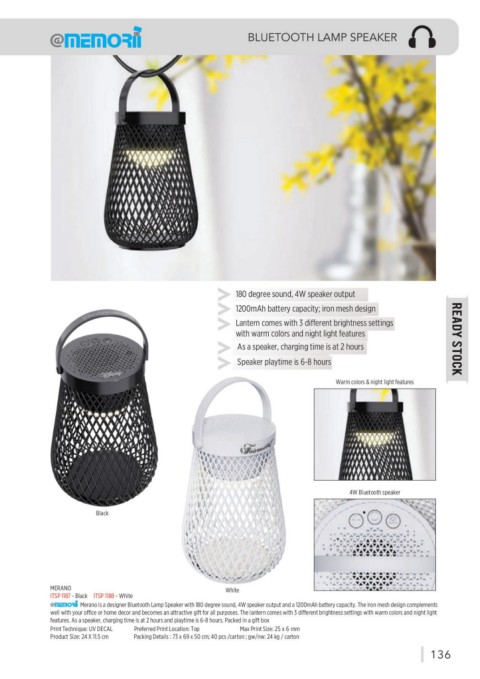 @memorii
BLUETOOTH LAMP SPEAKER
180 degree sound, 4W speaker output
1200mAh battery capacity; iron mesh design
Lantern comes with 3 different brightness settings
with warm colors and night light features
As a speaker, charging time is at 2 hours
Speaker playtime is 6-8 hours
READY STOCK
Warm colors & night light features
4W Bluetooth speaker
Black
White
MERANO
ITSP 1187 - Black ITSP 1188 - White
@memorii Merano is a designer Bluetooth Lamp Speaker with 180 degree sound, 4W speaker output and a 1200mAh battery capacity. The iron mesh design complements
well with your office or home decor and becomes an attractive gift for all purposes. The lantern comes with 3 different brightness settings with warm colors and night light
features. As a speaker, charging time is at 2 hours and playtime is 6-8 hours. Packed in a gift box
Print Technique: UV DECAL Preferred Print Location: Top Max Print Size: 25 x 6 mm
Product Size: 24 X 11.5 cm Packing Details : 73 x 69 x 50 cm; 40 pcs /carton ; gw/nw: 24 kg / carton
136